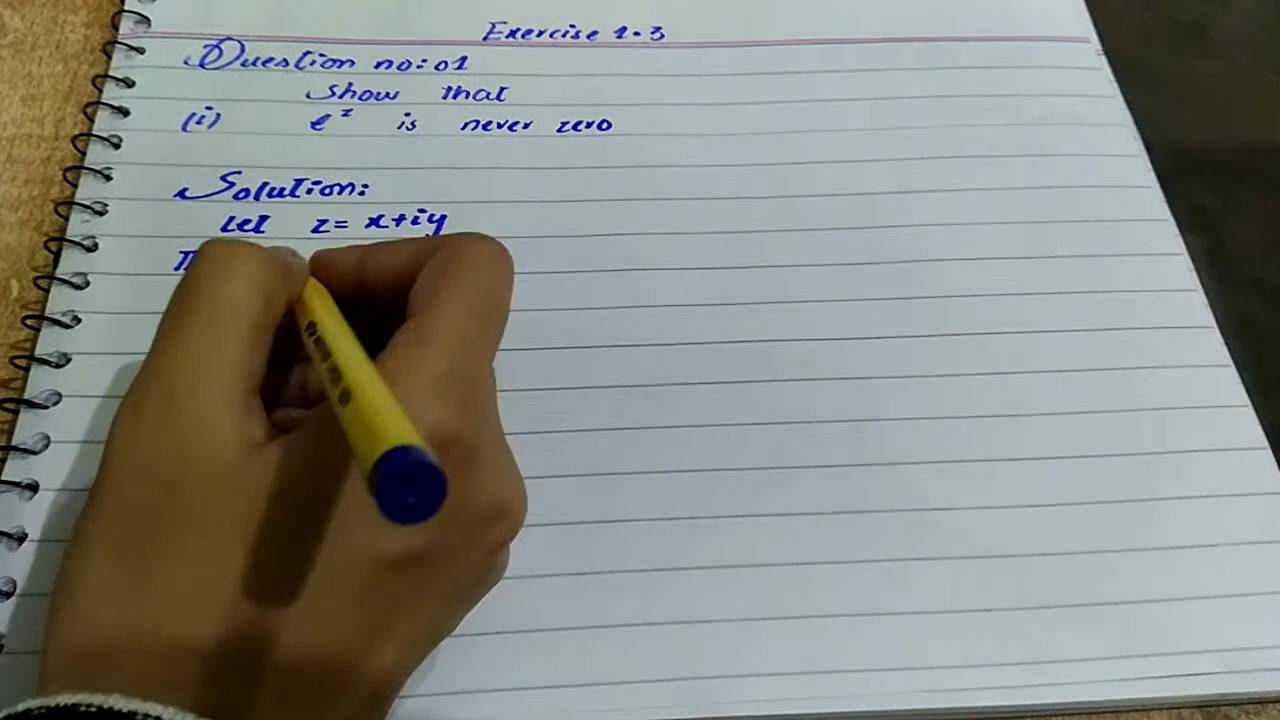 Exercise 1.3
Question no:01
Show that
(i) e^z is never zero
Solution:
Let z = x+iy